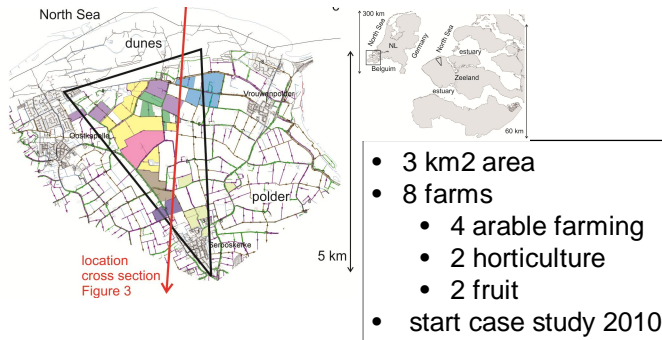 North Sea
dunes
Vrouwenpolder
Oostkapelle
polder
Serooskerke
location
cross section
Figure 3
5 km
300 km
North Sea
NL
Germany
Belguim
North Sea
estuary
Zeeland
estuary
60 km
• 3 km2 area
• 8 farms
• 4 arable farming
• 2 horticulture
• 2 fruit
• start case study 2010